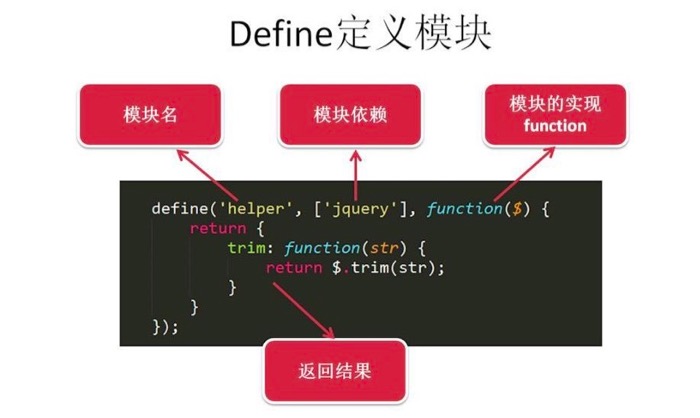 Define定义模块
模块名
模块依赖
模块的实现
function
define('helper', ['jquery'], function($) {
return {
trim: function(str) {
return $.trim(str);
}
}
});
返回结果